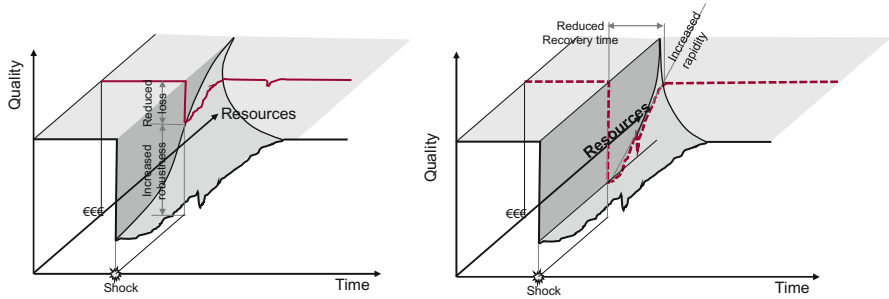 Quality
Reduced
loss
Increased
robustness
Resources
€€€
Shock
Time
Reduced
Recovery time
Increased
rapidity
Quality
Resources
€€€
Shock
Time